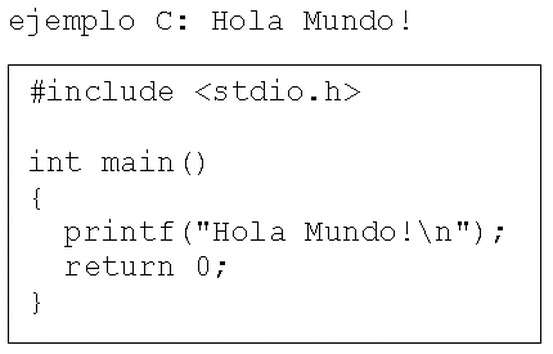 ejemplo C: Hola Mundo!
#include <stdio.h>
int main()
{
printf("Hola Mundo!\n");
return 0;
}